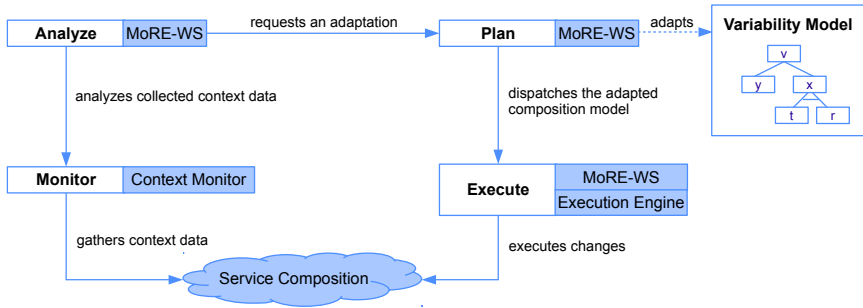 requests an adaptation
adapts
Analyze MoRE-WS
Plan MoRE-WS
Variability Model
v
y x
t r
analyzes collected context data
dispatches the adapted
composition model
Monitor Context Monitor
Execute
MoRE-WS
Execution Engine
gathers context data
executes changes
Service Composition